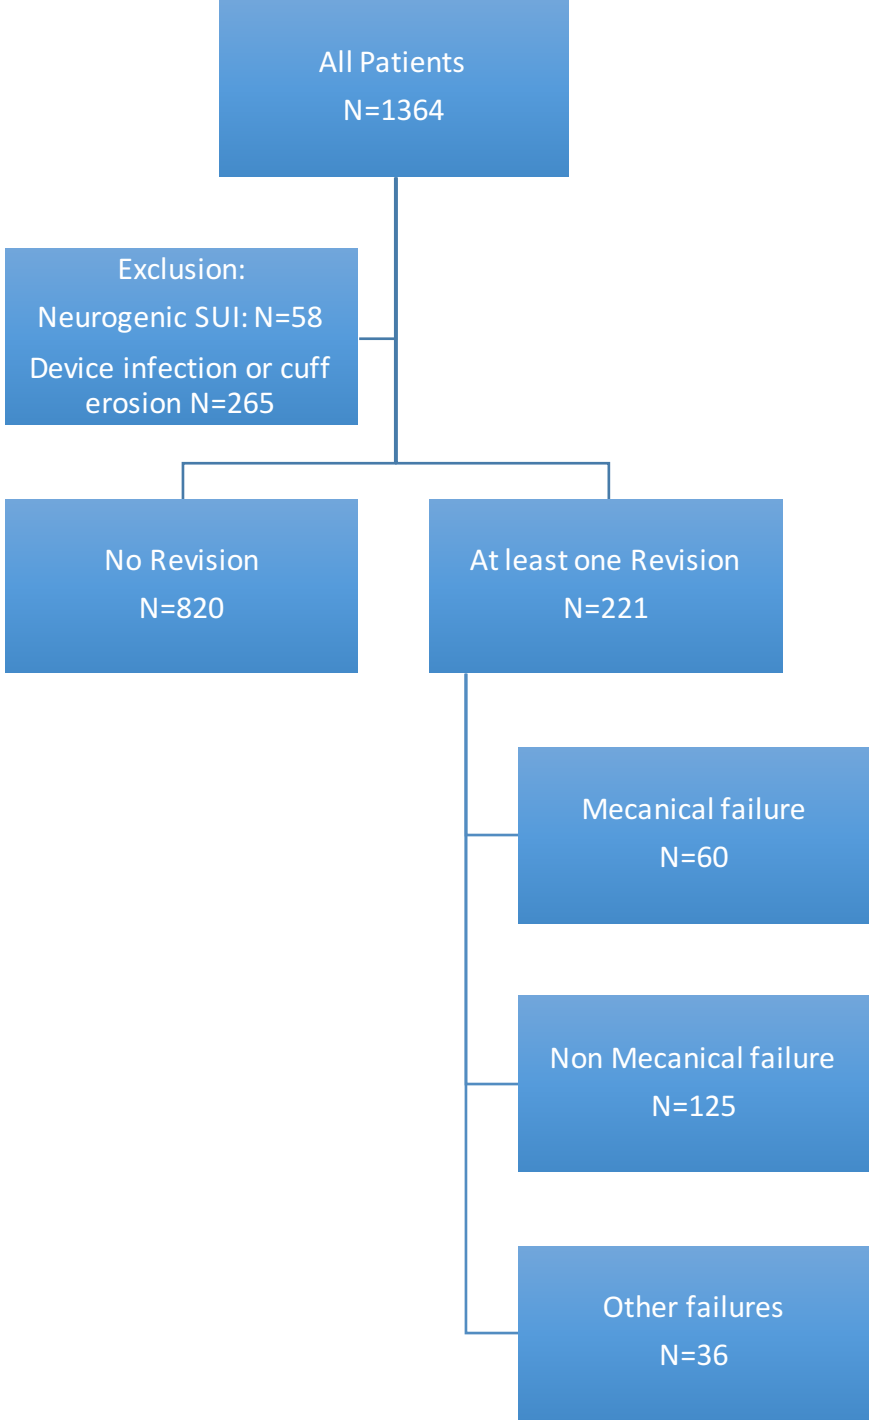 All Patients
N=1364
Exclusion:
Neurogenic SUI: N=58
Device infection or cuff
erosion N=265
No Revision
N=820
At least one Revision
N=221
Mecanical failure
N=60
Non Mecanical failure
N=125
Other failures
N=36